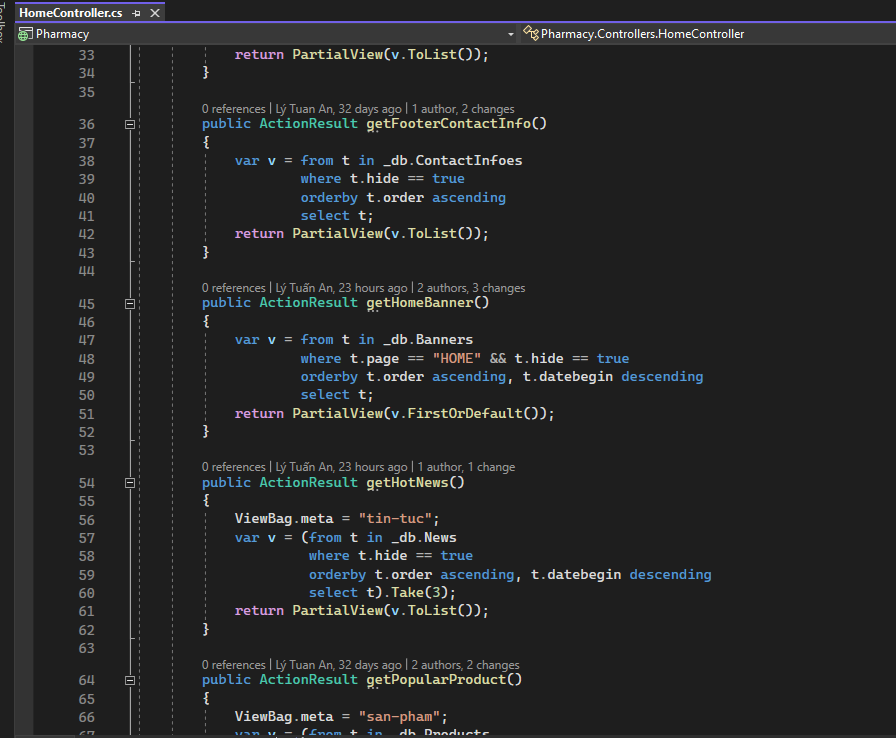 Toolbox
HomeController.cs
Pharmacy
Pharmacy.Controllers.HomeController
33 return PartialView(v.ToList());
34 }
35
0 references | Lý Tuan An, 32 days ago | 1 author, 2 changes
36 public ActionResult getFooterContactInfo()
37 {
38 var v = from t in _db.ContactInfoes
39 where t.hide == true
40 orderby t.order ascending
41 select t;
42 return PartialView(v.ToList());
43 }
44
0 references | Lý Tuấn An, 23 hours ago | 2 authors, 3 changes
45 public ActionResult getHomeBanner()
46 {
47 var v = from t in _db.Banners
48 where t.page == "HOME" && t.hide == true
49 orderby t.order ascending, t.datebegin descending
50 select t;
51 return PartialView(v.FirstOrDefault());
52 }
53
0 references | Lý Tuấn An, 23 hours ago | 1 author, 1 change
54 public ActionResult getHotNews()
55 {
56 ViewBag.meta = "tin-tuc";
57 var v = (from t in _db.News
58 where t.hide == true
59 orderby t.order ascending, t.datebegin descending
60 select t).Take(3);
61 return PartialView(v.ToList());
62 }
63
0 references | Lý Tuan An, 32 days ago | 2 authors, 2 changes
64 public ActionResult getPopularProduct()
65 {
66 ViewBag.meta = "san-pham";
67 var v = (from t in _db.Products